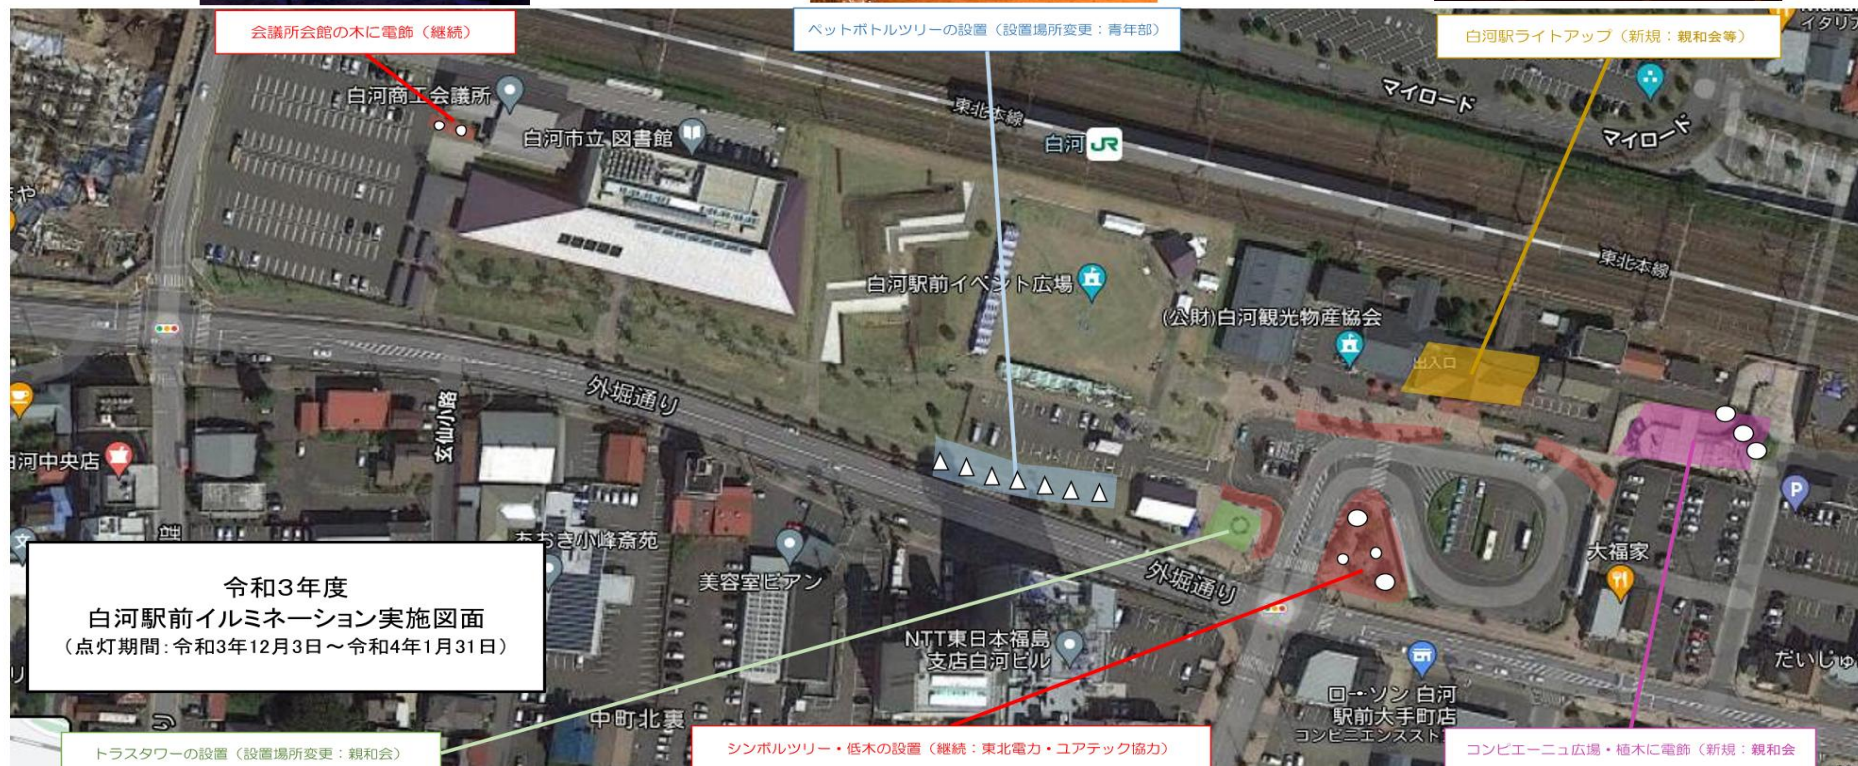 会議所会館の木に電飾（継続）
ペットボトルツリーの設置（設置場所変更：青年部）
白河駅ライトアップ（新規：親和会等）
イタリア
白河商工会議所
白河市立 図書館
東北本線
白河 JR
マイロード
マイロード
東北本線
白河駅前イベント広場
(公財)白河観光物産協会
出入口
外堀通り
玄仙小路
白河中央店
P
あおき小峰斎苑
美容室ビアン
外堀通り
大福家
令和3年度
白河駅前イルミネーション実施図面
（点灯期間：令和3年12月3日～令和4年1月31日）
NTT東日本福島
支店白河ビル
ローソン 白河
駅前大手町店
コンビニエンススト
だいじゅ
中町北裏
トラスタワーの設置（設置場所変更：親和会）
シンボルツリー・低木の設置（継続：東北電力・ユアテック協力）
コンピエーニュ広場・植木に電飾（新規：親和会